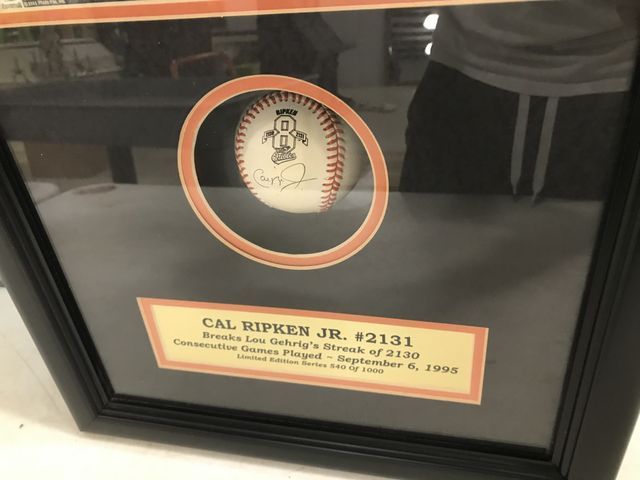 RIPKEN
8
CAL RIPKEN JR. #2131
Breaks Lou Gehrig's Streak of 2130
Consecutive Games Played ~ September 6, 1995
Limited Edition Series 540 Of 1000